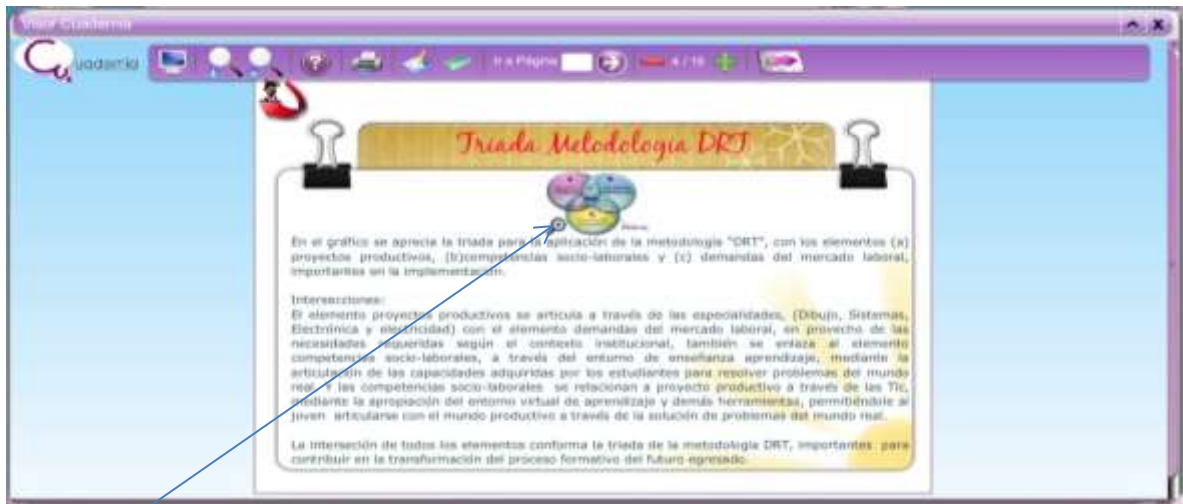 Visor Cuadernia
Cuadernia
Ir a Página
4 / 16
Triada Metodología DRT
En el gráfico se aprecia la triada para la aplicación de la metodología "DRT", con los elementos (a)
proyectos productivos, (b)competencias socio-laborales y (c) demandas del mercado laboral,
importantes en la implementación.
Intersecciones:
El elemento proyectos productivos se articula a través de las especialidades, (Dibujo, Sistemas,
Electrónica y electricidad) con el elemento demandas del mercado laboral, en provecho de las
necesidades requeridas según el contexto institucional, también se enlaza al elemento
competencias socio-laborales, a través del entorno de enseñanza aprendizaje, mediante la
articulación de las capacidades adquiridas por los estudiantes para resolver problemas del mundo
real. Y las competencias socio-laborales se relacionan a proyecto productivo a través de las Tic,
mediante la apropiación del entorno virtual de aprendizaje y demás herramientas, permitiéndole al
joven articularse con el mundo productivo a través de la solución de problemas del mundo real.
La interseción de todos los elementos conforma la triada de la metodología DRT, importantes para
contribuir en la transformación del proceso formativo del futuro egresado.